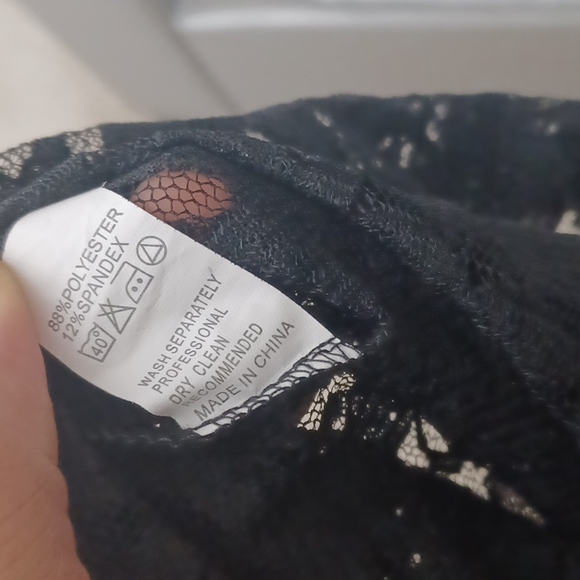 88%POLYESTER
12%SPANDEX
40°
WASH SEPARATELY
PROFESSIONAL
DRY CLEAN
RECOMMENDED
MADE IN CHINA